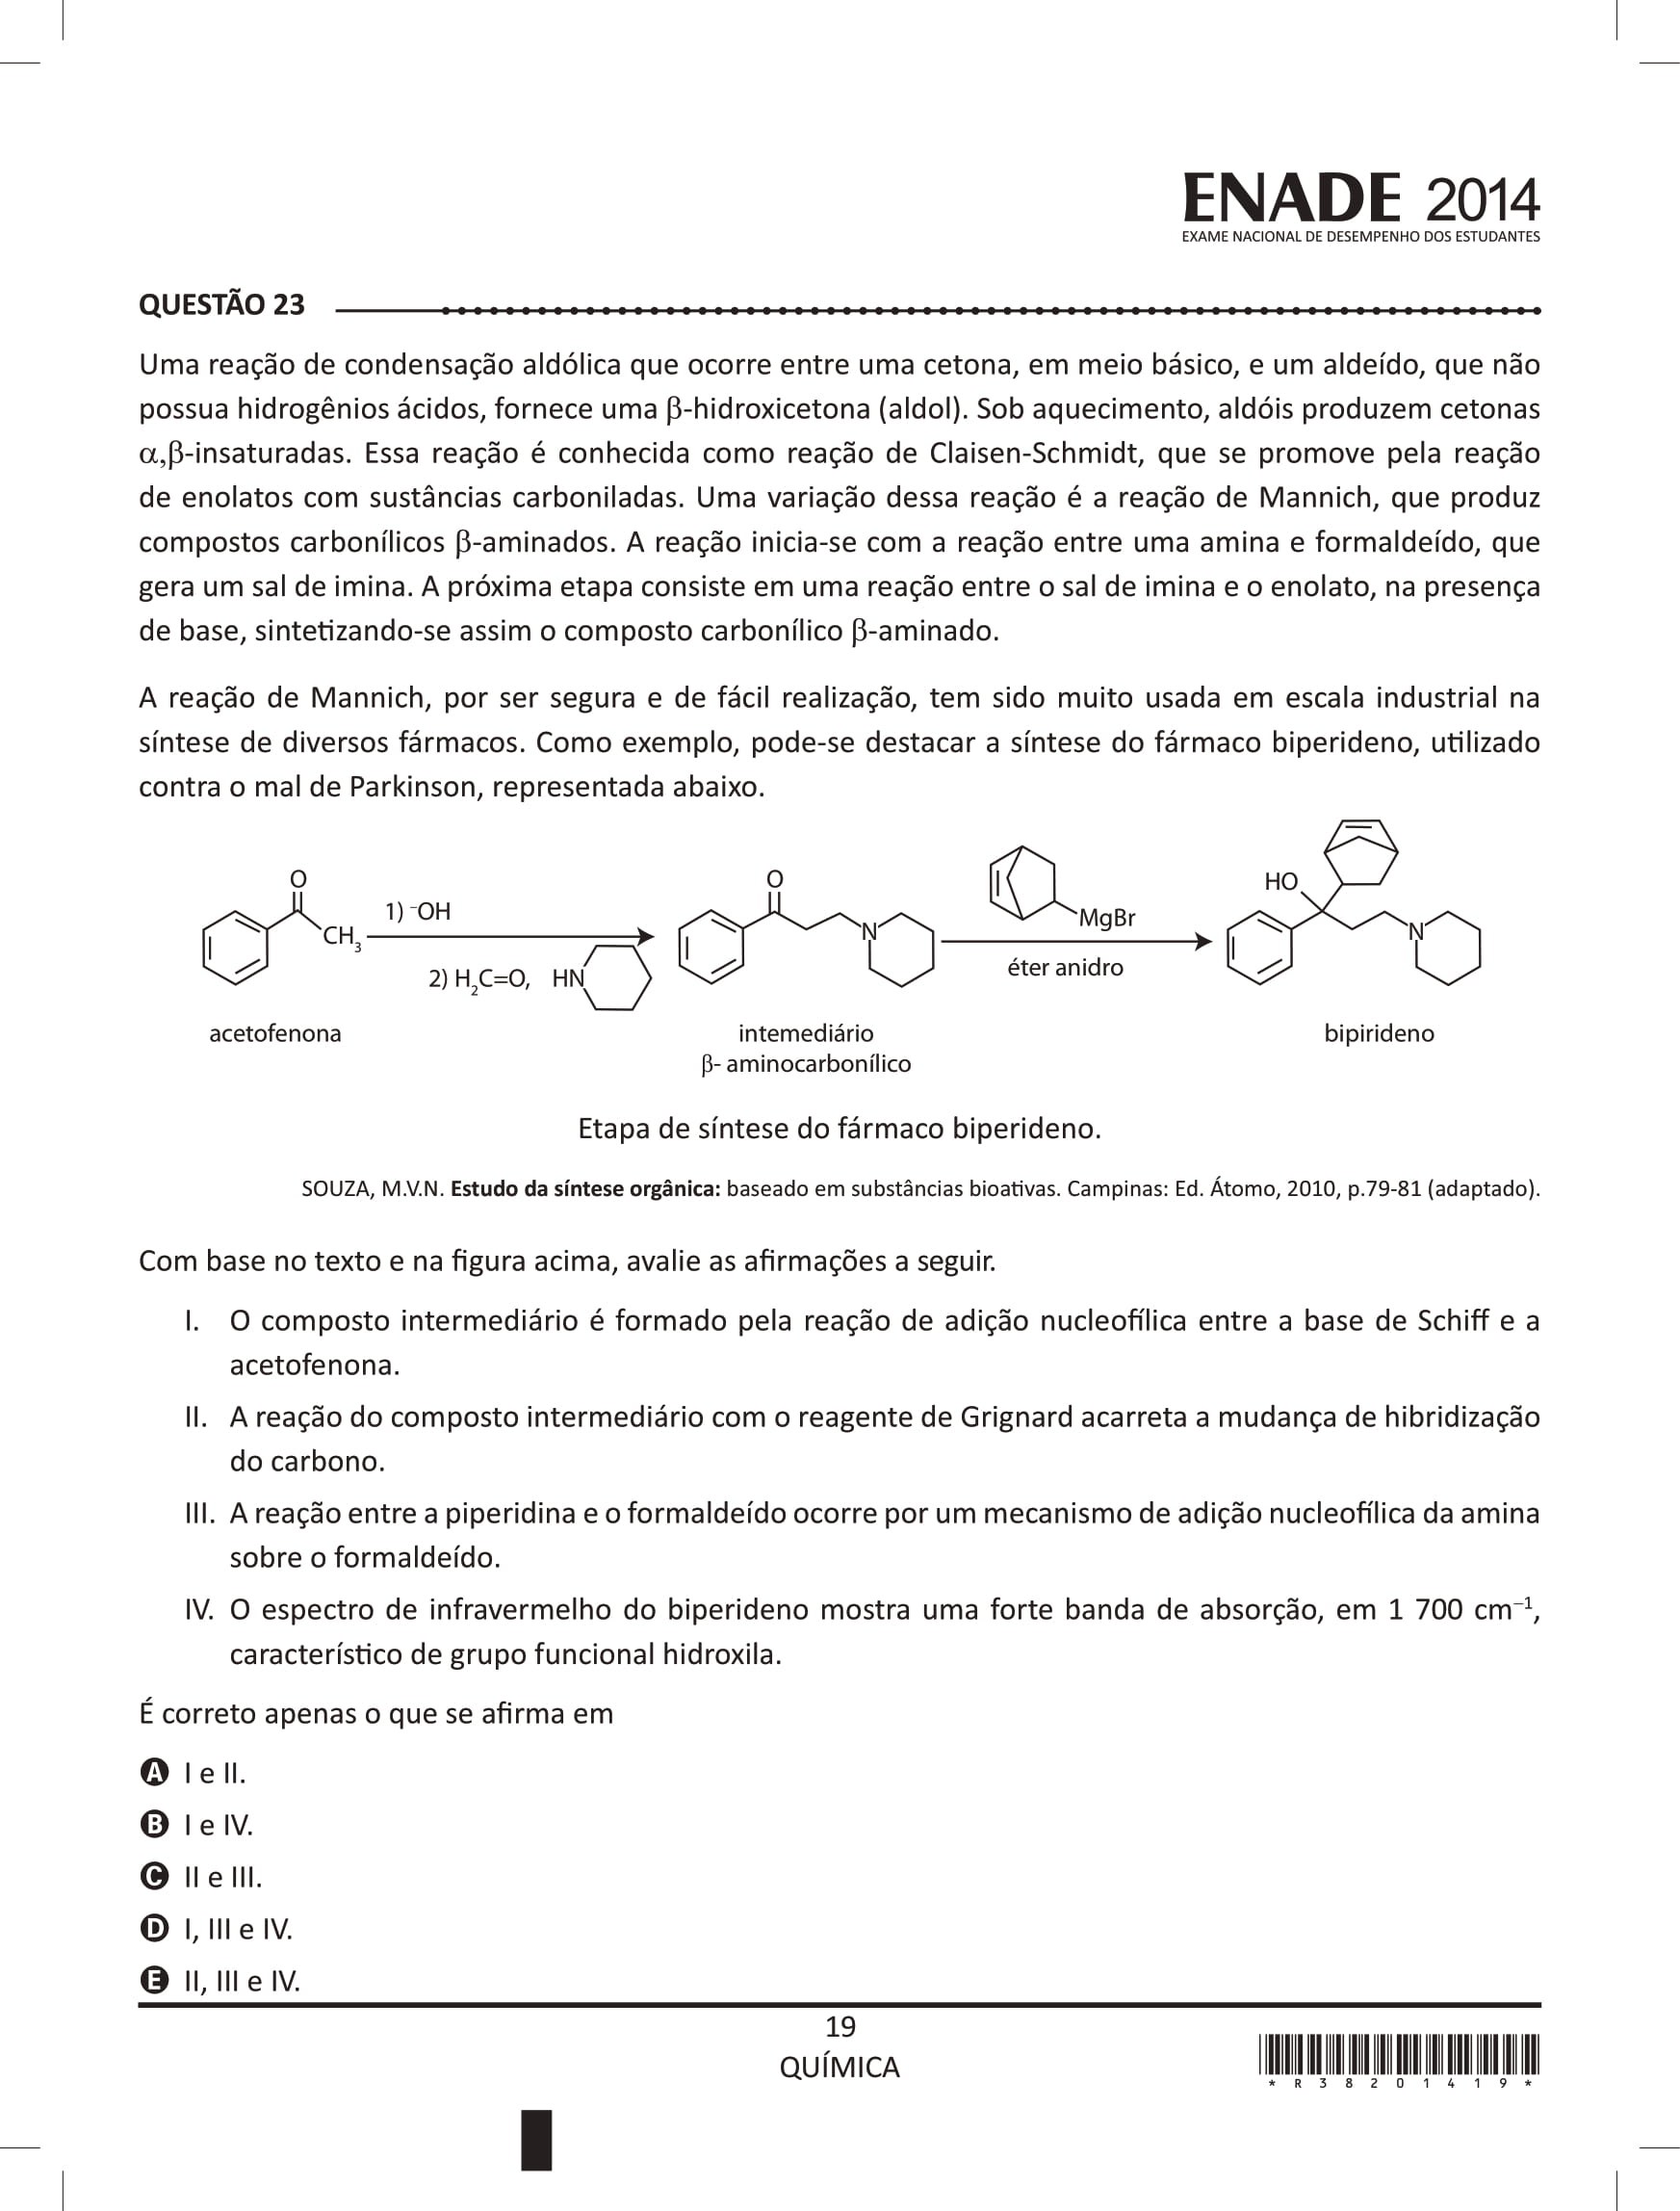 ENADE 2014
EXAME NACIONAL DE DESEMPENHO DOS ESTUDANTES
QUESTÃO 23
Uma reação de condensação aldólica que ocorre entre uma cetona, em meio básico, e um aldeído, que não
possua hidrogênios ácidos, fornece uma β-hidroxicetona (aldol). Sob aquecimento, aldóis produzem cetonas
α,β-insaturadas. Essa reação é conhecida como reação de Claisen-Schmidt, que se promove pela reação
de enolatos com sustâncias carboniladas. Uma variação dessa reação é a reação de Mannich, que produz
compostos carbonílicos β-aminados. A reação inicia-se com a reação entre uma amina e formaldeído, que
gera um sal de imina. A próxima etapa consiste em uma reação entre o sal de imina e o enolato, na presença
de base, sintetizando-se assim o composto carbonílico β-aminado.
A reação de Mannich, por ser segura e de fácil realização, tem sido muito usada em escala industrial na
síntese de diversos fármacos. Como exemplo, pode-se destacar a síntese do fármaco biperideno, utilizado
contra o mal de Parkinson, representada abaixo.
O
CH₃
1) ⁻OH
2) H₂C=O, HN
O
N
MgBr
éter anidro
HO
N
acetofenona
intemediário
β- aminocarbonílico
bipirideno
Etapa de síntese do fármaco biperideno.
SOUZA, M.V.N. Estudo da síntese orgânica: baseado em substâncias bioativas. Campinas: Ed. Átomo, 2010, p.79-81 (adaptado).
Com base no texto e na figura acima, avalie as afirmações a seguir.
I. O composto intermediário é formado pela reação de adição nucleofílica entre a base de Schiff e a
acetofenona.
II. A reação do composto intermediário com o reagente de Grignard acarreta a mudança de hibridização
do carbono.
III. A reação entre a piperidina e o formaldeído ocorre por um mecanismo de adição nucleofílica da amina
sobre o formaldeído.
IV. O espectro de infravermelho do biperideno mostra uma forte banda de absorção, em 1 700 cm⁻¹,
característico de grupo funcional hidroxila.
É correto apenas o que se afirma em
A I e II.
B I e IV.
C II e III.
D I, III e IV.
E II, III e IV.
19
QUÍMICA
* R 3 8 2 0 1 4 1 9 *